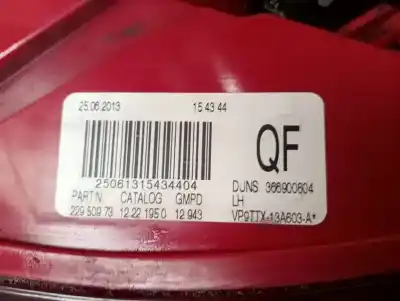 25.06.2013 15 43 44
QF
25061315434404
DJNS 366900804
PART N CATALOG GMPD
LH
229 509 73 12 22 195 0 12 943
VP9TTX-13A603-A*